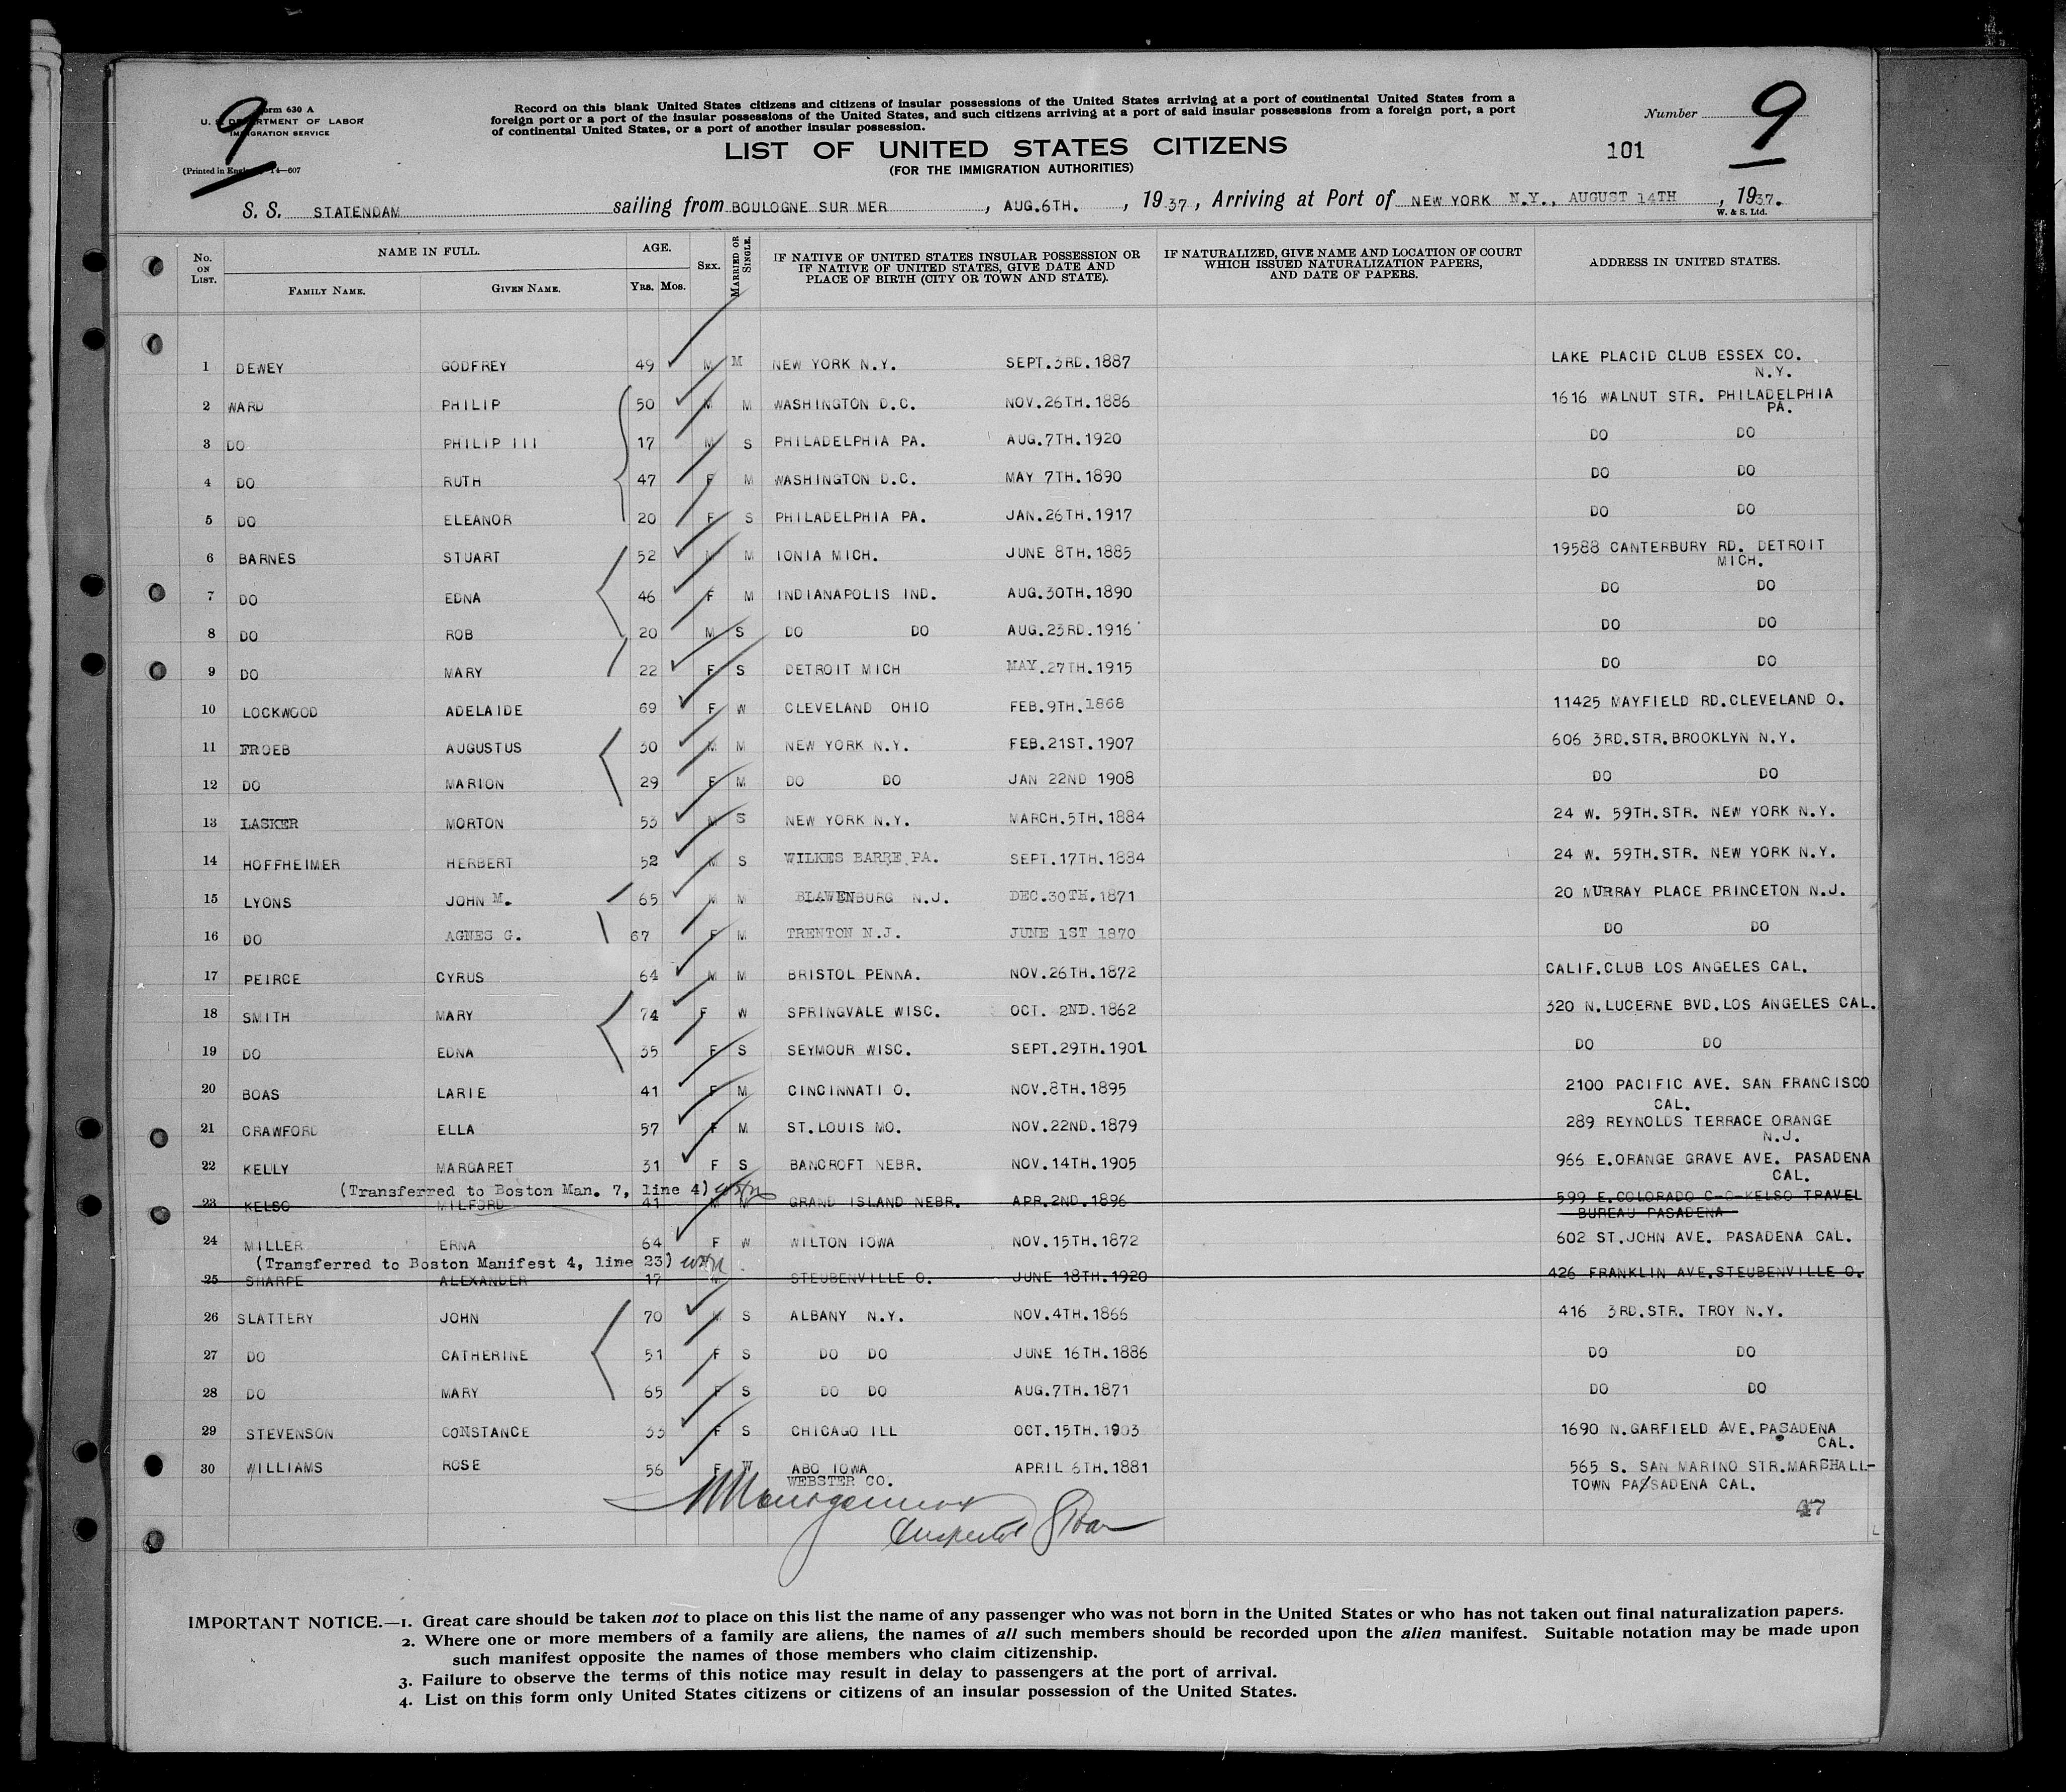 9
Form 630 A
U. S. DEPARTMENT OF LABOR
IMMIGRATION SERVICE
(Printed in England) 14—607
Record on this blank United States citizens and citizens of insular possessions of the United States arriving at a port of continental United States from a
foreign port or a port of the insular possessions of the United States, and such citizens arriving at a port of said insular possessions from a foreign port, a port
of continental United States, or a port of another insular possession.
Number 9
LIST OF UNITED STATES CITIZENS
101
(FOR THE IMMIGRATION AUTHORITIES)
S. S. STATENDAM sailing from BOULOGNE SUR MER, AUG.6TH., 1937, Arriving at Port of NEW YORK N.Y., AUGUST 14TH, 1937.
W. & S. Ltd.
No. ON LIST. NAME IN FULL. FAMILY NAME. GIVEN NAME. AGE. YRS. MOS. SEX. MARRIED OR SINGLE. IF NATIVE OF UNITED STATES INSULAR POSSESSION OR IF NATIVE OF UNITED STATES, GIVE DATE AND PLACE OF BIRTH (CITY OR TOWN AND STATE). IF NATURALIZED, GIVE NAME AND LOCATION OF COURT WHICH ISSUED NATURALIZATION PAPERS, AND DATE OF PAPERS. ADDRESS IN UNITED STATES.
1 DEWEY GODFREY 49 M M NEW YORK N.Y. SEPT.3RD.1887 LAKE PLACID CLUB ESSEX CO.
N.Y.
2 WARD PHILIP 50 M M WASHINGTON D.C. NOV.26TH.1886 1616 WALNUT STR. PHILADELPHIA
PA.
3 DO PHILIP III 17 M S PHILADELPHIA PA. AUG.7TH.1920 DO DO
4 DO RUTH 47 F M WASHINGTON D.C. MAY 7TH.1890 DO DO
5 DO ELEANOR 20 F S PHILADELPHIA PA. JAN.26TH.1917 DO DO
6 BARNES STUART 52 M M IONIA MICH. JUNE 8TH.1885 19588 CANTERBURY RD. DETROIT
MICH.
7 DO EDNA 46 F M INDIANAPOLIS IND. AUG.30TH.1890 DO DO
8 DO ROB 20 M S DO DO AUG.23RD.1916 DO DO
9 DO MARY 22 F S DETROIT MICH MAY.27TH.1915 DO DO
10 LOCKWOOD ADELAIDE 69 F W CLEVELAND OHIO FEB.9TH.1868 11425 MAYFIELD RD.CLEVELAND O.
11 FROEB AUGUSTUS 30 M M NEW YORK N.Y. FEB.21ST.1907 606 3RD.STR.BROOKLYN N.Y.
12 DO MARION 29 F M DO DO JAN 22ND 1908 DO DO
13 LASKER MORTON 53 M S NEW YORK N.Y. MARCH.5TH.1884 24 W. 59TH.STR. NEW YORK N.Y.
14 HOFFHEIMER HERBERT 52 M S WILKES BARRE PA. SEPT.17TH.1884 24 W. 59TH.STR. NEW YORK N.Y.
15 LYONS JOHN M. 65 M M BLAWENBURG N.J. DEC.30TH.1871 20 MURRAY PLACE PRINCETON N.J.
16 DO AGNES G. 67 F M TRENTON N.J. JUNE 1ST 1870 DO DO
17 PEIRCE CYRUS 64 M M BRISTOL PENNA. NOV.26TH.1872 CALIF.CLUB LOS ANGELES CAL.
18 SMITH MARY 74 F W SPRINGVALE WISC. OCT. 2ND.1862 320 N.LUCERNE BVD.LOS ANGELES CAL.
19 DO EDNA 35 F S SEYMOUR WISC. SEPT.29TH.1901 DO DO
20 BOAS LARIE 41 F M CINCINNATI O. NOV.8TH.1895 2100 PACIFIC AVE. SAN FRANCISCO
CAL.
21 CRAWFORD ELLA 57 F M ST.LOUIS MO. NOV.22ND.1879 289 REYNOLDS TERRACE ORANGE
N.J.
22 KELLY MARGARET 31 F S BANCROFT NEBR. NOV.14TH.1905 966 E.ORANGE GRAVE AVE. PASADENA
CAL.
(Transferred to Boston Man. 7, line 4)
23 KELSO MILFORD 41 M M GRAND ISLAND NEBR. APR.2ND.1896 599 E.COLORADO C-O-KELSO TRAVEL
BUREAU PASADENA
24 MILLER ERNA 64 F W WILTON IOWA NOV.15TH.1872 602 ST.JOHN AVE. PASADENA CAL.
(Transferred to Boston Manifest 4, line 23)
25 SHARPE ALEXANDER 17 M STEUBENVILLE O. JUNE 18TH.1920 426 FRANKLIN AVE.STEUBENVILLE O.
26 SLATTERY JOHN 70 M S ALBANY N.Y. NOV.4TH.1866 416 3RD.STR. TROY N.Y.
27 DO CATHERINE 51 F S DO DO JUNE 16TH.1886 DO DO
28 DO MARY 65 F S DO DO AUG.7TH.1871 DO DO
29 STEVENSON CONSTANCE 33 F S CHICAGO ILL OCT.15TH.1903 1690 N.GARFIELD AVE.PASADENA
CAL.
30 WILLIAMS ROSE 56 F W ABO IOWA APRIL 6TH.1881 565 S. SAN MARINO STR.MARSHALL-
WEBSTER CO. TOWN PASSADENA CAL.
47
Inspector
IMPORTANT NOTICE.—1. Great care should be taken not to place on this list the name of any passenger who was not born in the United States or who has not taken out final naturalization papers.
2. Where one or more members of a family are aliens, the names of all such members should be recorded upon the alien manifest. Suitable notation may be made upon
such manifest opposite the names of those members who claim citizenship.
3. Failure to observe the terms of this notice may result in delay to passengers at the port of arrival.
4. List on this form only United States citizens or citizens of an insular possession of the United States.